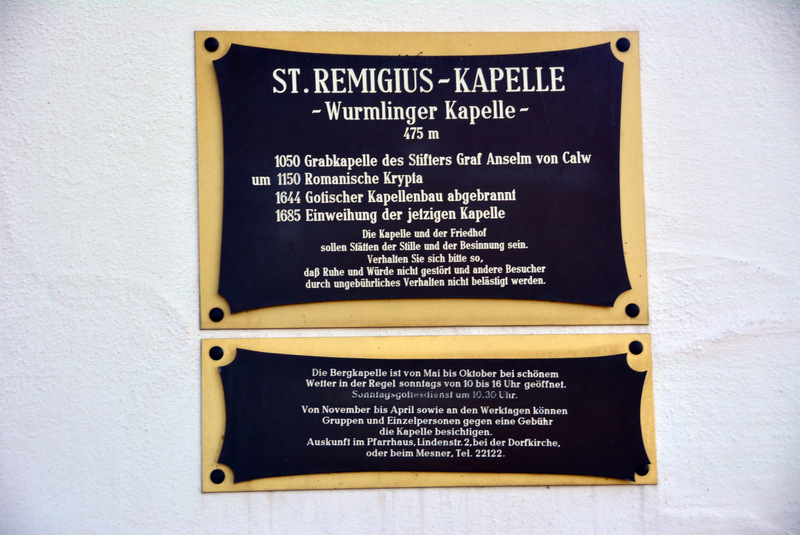 ST. REMIGIUS-KAPELLE
-Wurmlinger Kapelle-
475 m
1050 Grabkapelle des Stifters Graf Anselm von Calw
um 1150 Romanische Krypta
1644 Gotischer Kapellenbau abgebrannt
1685 Einweihung der jetzigen Kapelle
Die Kapelle und der Friedhof
sollen Stätten der Stille und der Besinnung sein.
Verhalten Sie sich bitte so,
daß Ruhe und Würde nicht gestört und andere Besucher
durch ungebührliches Verhalten nicht belästigt werden.
Die Bergkapelle ist von Mai bis Oktober bei schönem
Wetter in der Regel sonntags von 10 bis 16 Uhr geöffnet.
Sonntagsgottesdienst um 10.30 Uhr.
Von November bis April sowie an den Werktagen können
Gruppen und Einzelpersonen gegen eine Gebühr
die Kapelle besichtigen.
Auskunft im Pfarrhaus, Lindenstr. 2, bei der Dorfkirche,
oder beim Mesner, Tel. 22122.